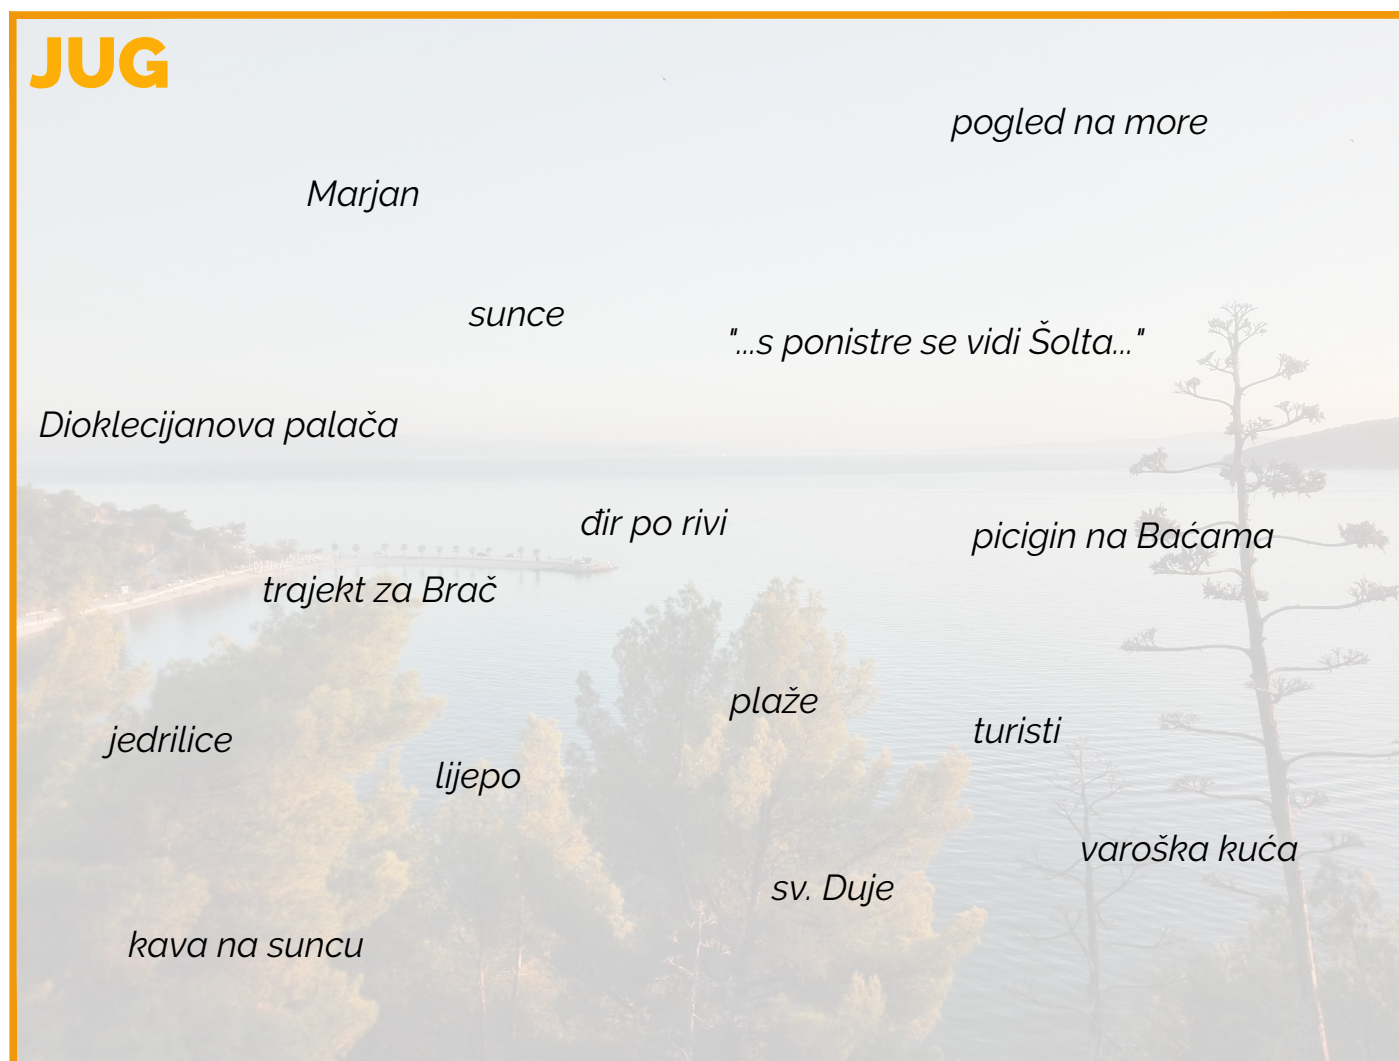 JUG
pogled na more
Marjan
sunce
"...s ponistre se vidi Šolta..."
Dioklecijanova palača
đir po rivi
picigin na Baćama
trajekt za Brač
plaže
turisti
jedrilice
lijepo
varoška kuća
sv. Duje
kava na suncu